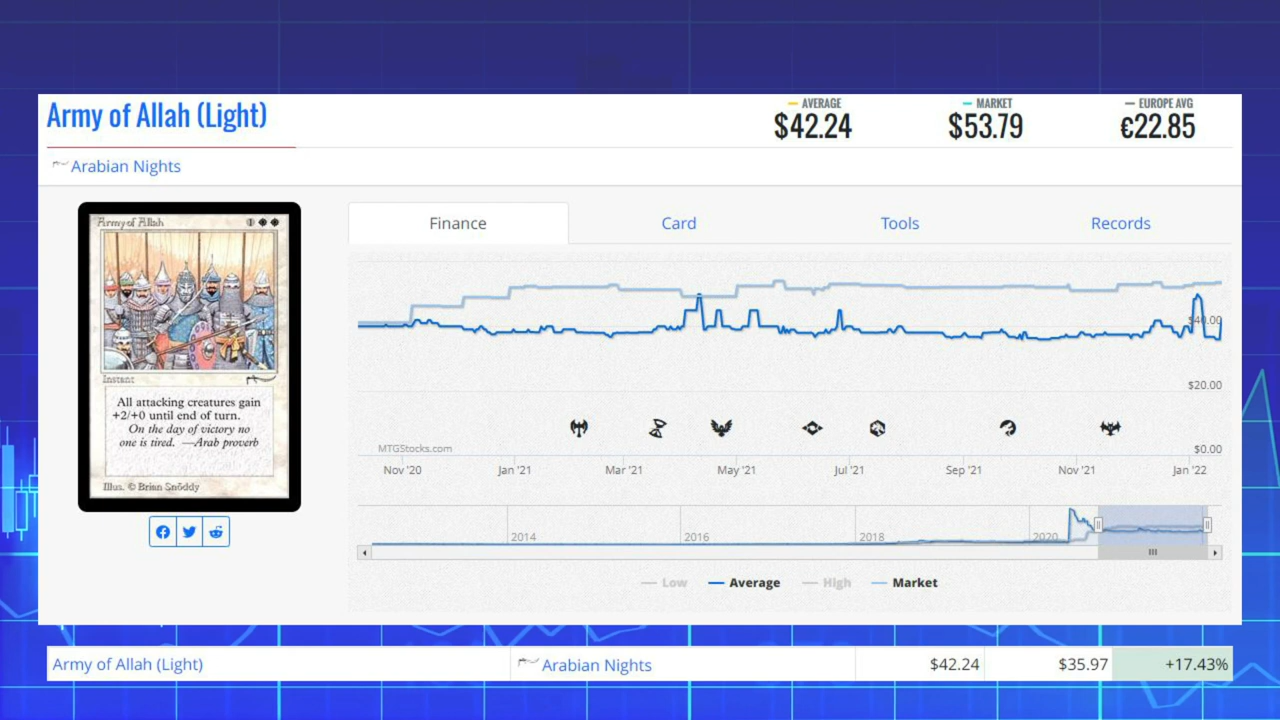 Army of Allah (Light)
AVERAGE
$42.24
MARKET
$53.79
EUROPE AVG
€22.85
Arabian Nights
Army of Allah
1
Instant
All attacking creatures gain
+2/+0 until end of turn.
On the day of victory no
one is tired. —Arab proverb
Illus. © Brian Snōddy
Finance
Card
Tools
Records
$40.00
$20.00
$0.00
MTGStocks.com
Nov '20
Jan '21
Mar '21
May '21
Jul '21
Sep '21
Nov '21
Jan '22
2014
2016
2018
2020
Low
Average
High
Market
Army of Allah (Light)
Arabian Nights
$42.24
$35.97
+17.43%